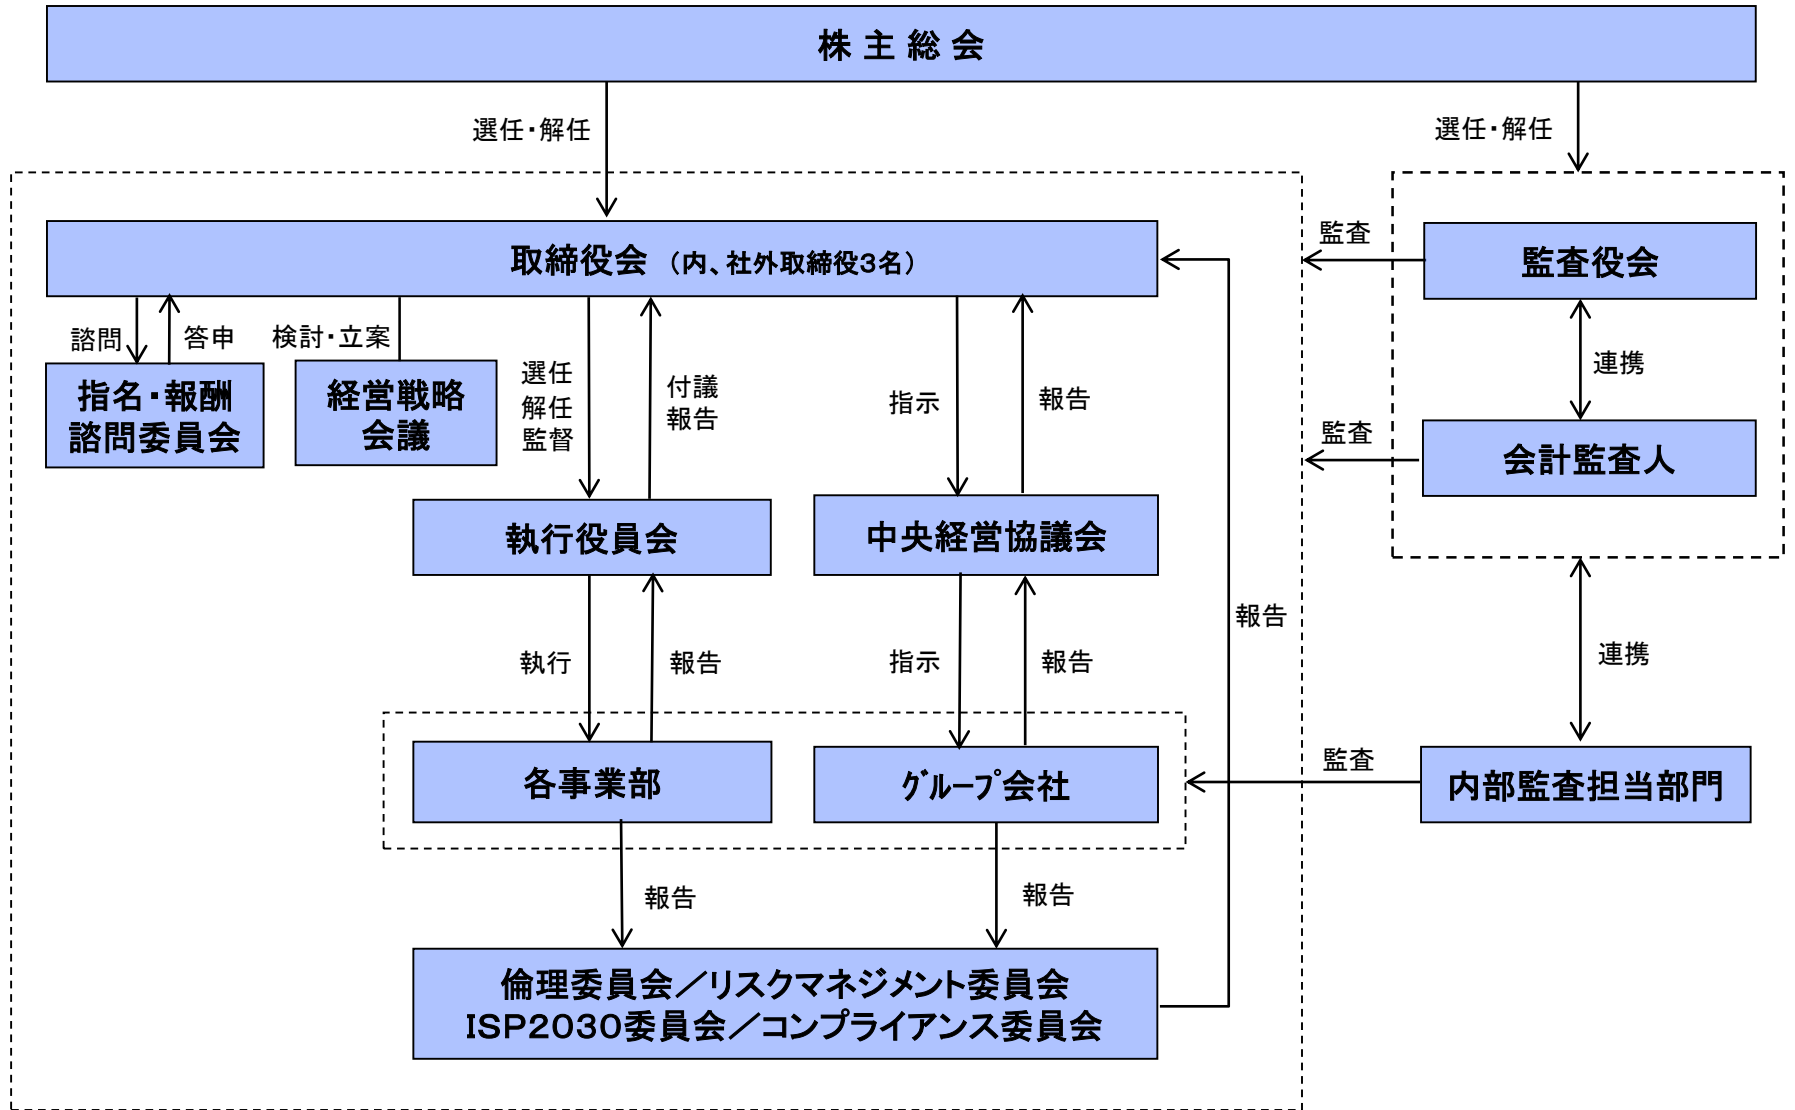 株 主 総 会
選任・解任
選任・解任
取締役会 （内、社外取締役３名）
監査
監査役会
諮問
答申
検討・立案
指名・報酬
諮問委員会
経営戦略
会議
選任
解任
監督
付議
報告
指示
報告
連携
監査
会計監査人
執行役員会
中央経営協議会
報告
執行
報告
指示
報告
連携
各事業部
グループ会社
監査
内部監査担当部門
報告
報告
倫理委員会／リスクマネジメント委員会
ＩＳＰ２０３０委員会／コンプライアンス委員会